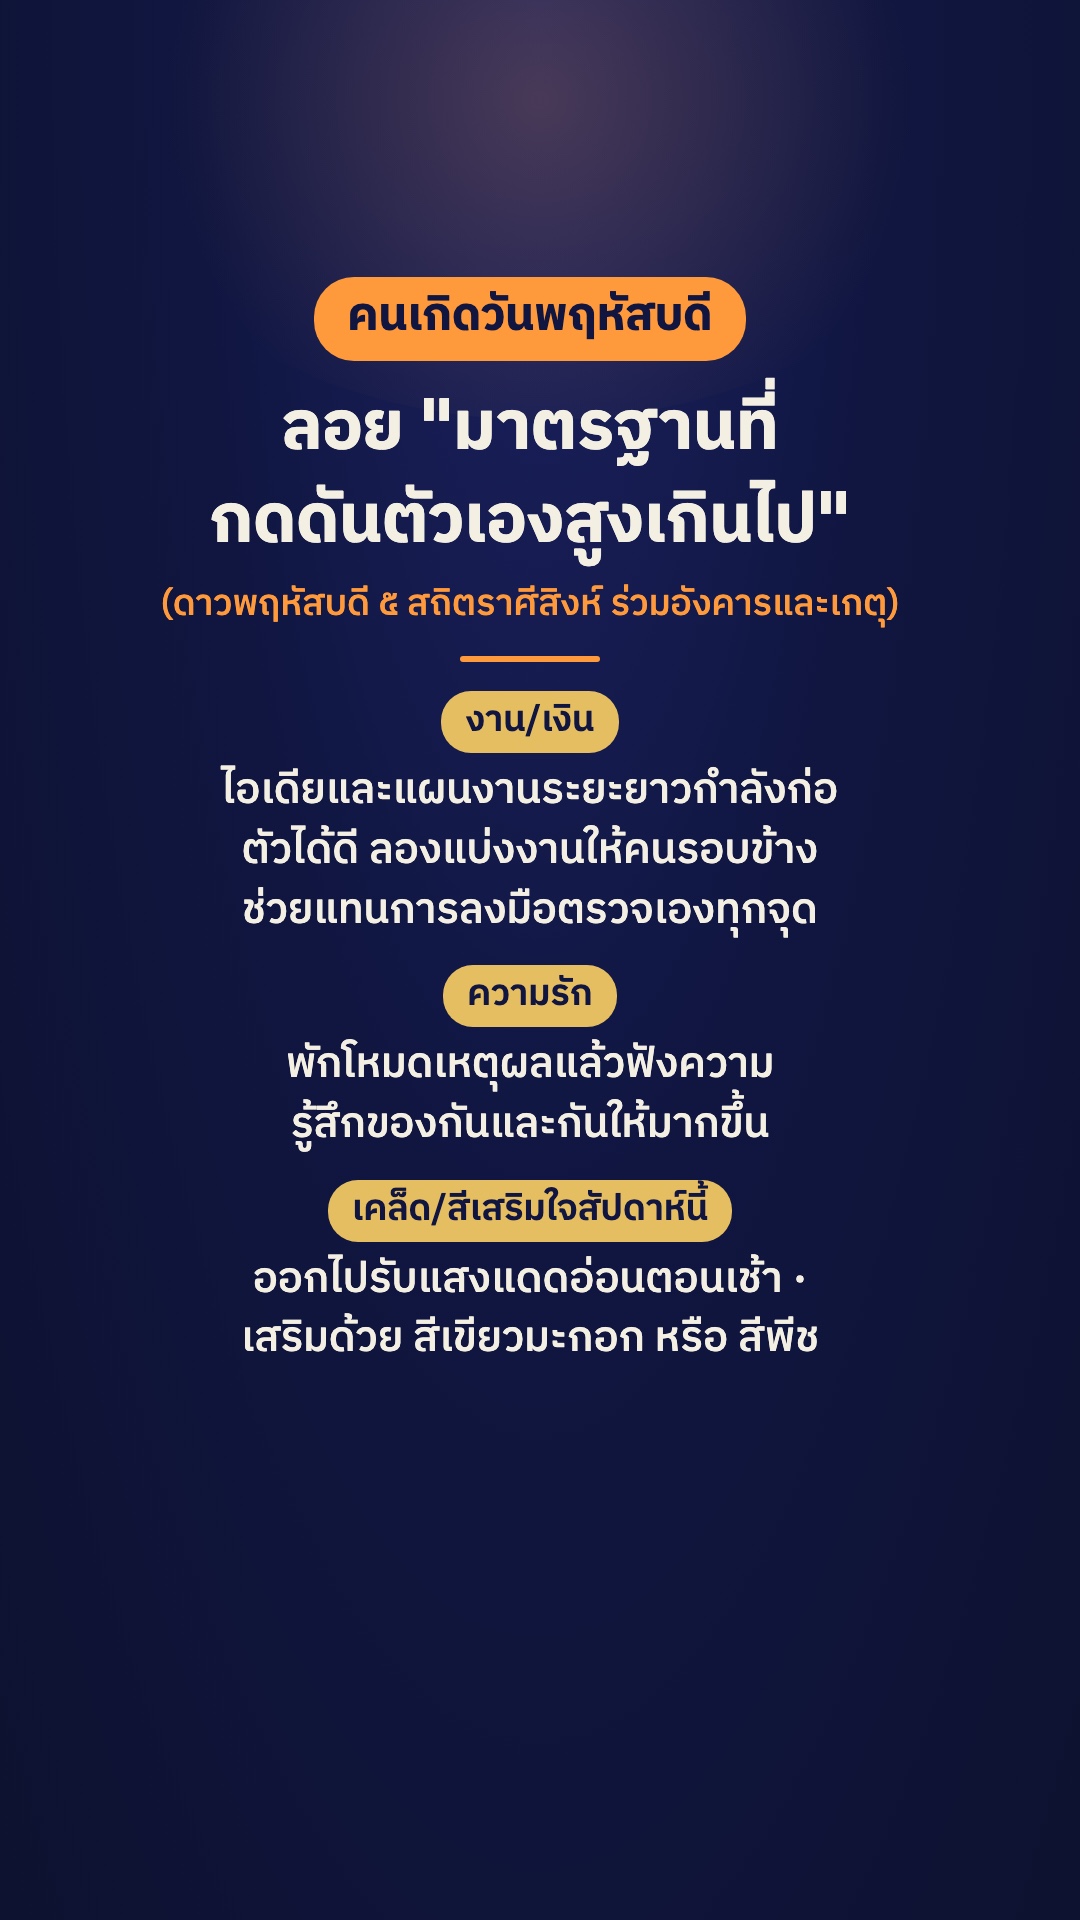 คนเกิดวันพฤหัสบดี
ลอย "มาตรฐานที่
กดดันตัวเองสูงเกินไป"
(ดาวพฤหัสบดี ๕ สถิตราศีสิงห์ ร่วมอังคารและเกตุ)
งาน/เงิน
ไอเดียและแผนงานระยะยาวกำลังก่อ
ตัวได้ดี ลองแบ่งงานให้คนรอบข้าง
ช่วยแทนการลงมือตรวจเองทุกจุด
ความรัก
พักโหมดเหตุผลแล้วฟังความ
รู้สึกของกันและกันให้มากขึ้น
เคล็ด/สีเสริมใจสัปดาห์นี้
ออกไปรับแสงแดดอ่อนตอนเช้า ·
เสริมด้วย สีเขียวมะกอก หรือ สีพีช